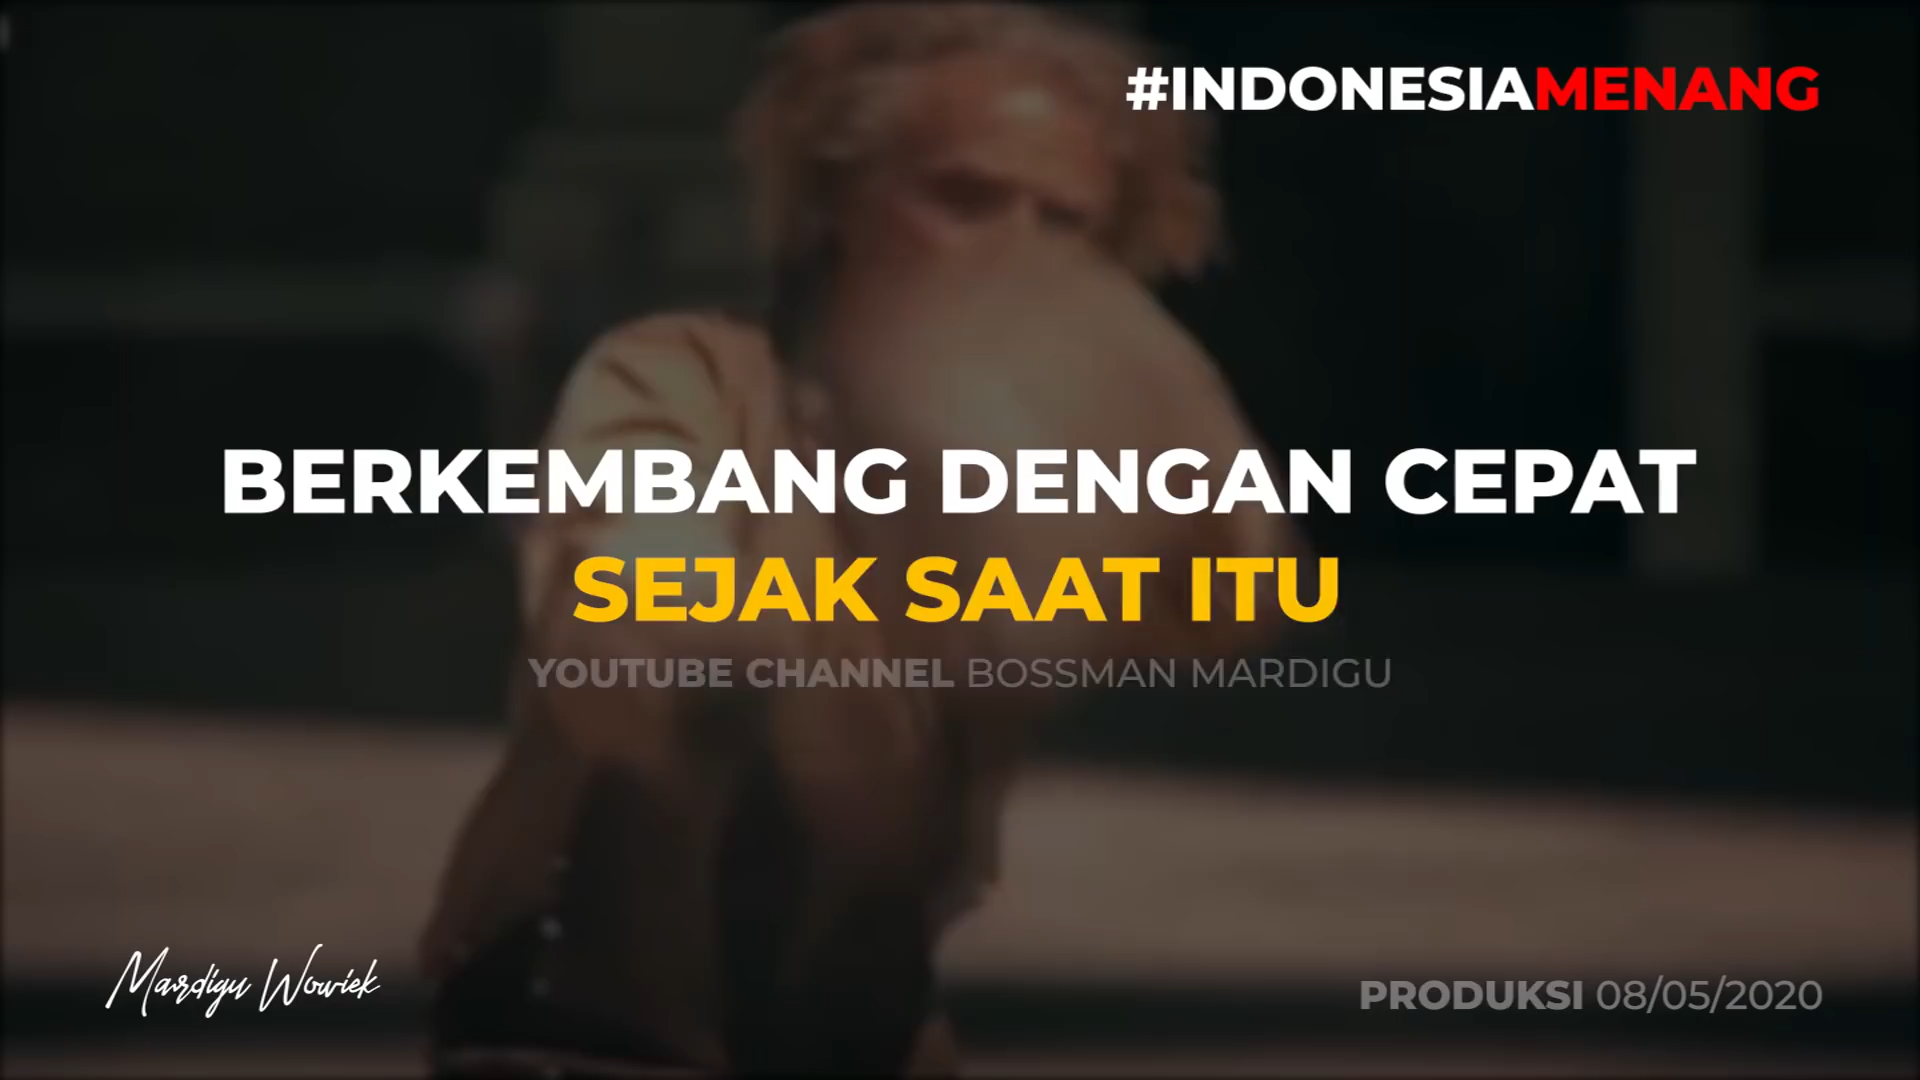 #INDONESIAMENANG
BERKEMBANG DENGAN CEPAT
SEJAK SAAT ITU
YOUTUBE CHANNEL BOSSMAN MARDIGU
Mardigu Wowiek
PRODUKSI 08/05/2020